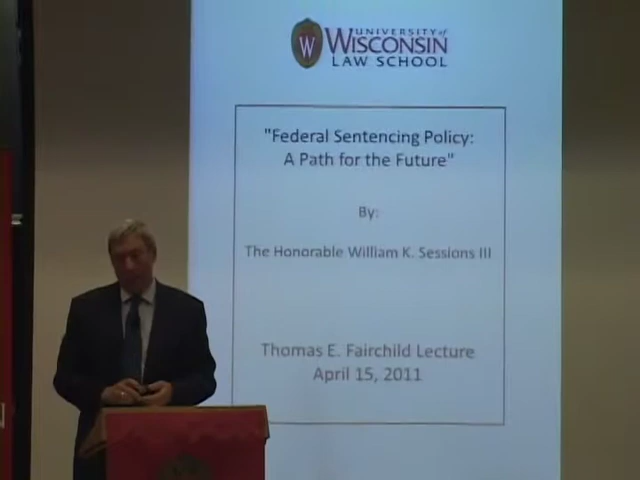 W
UNIVERSITY of
WISCONSIN
LAW SCHOOL
"Federal Sentencing Policy:
A Path for the Future"
By:
The Honorable William K. Sessions III
Thomas E. Fairchild Lecture
April 15, 2011